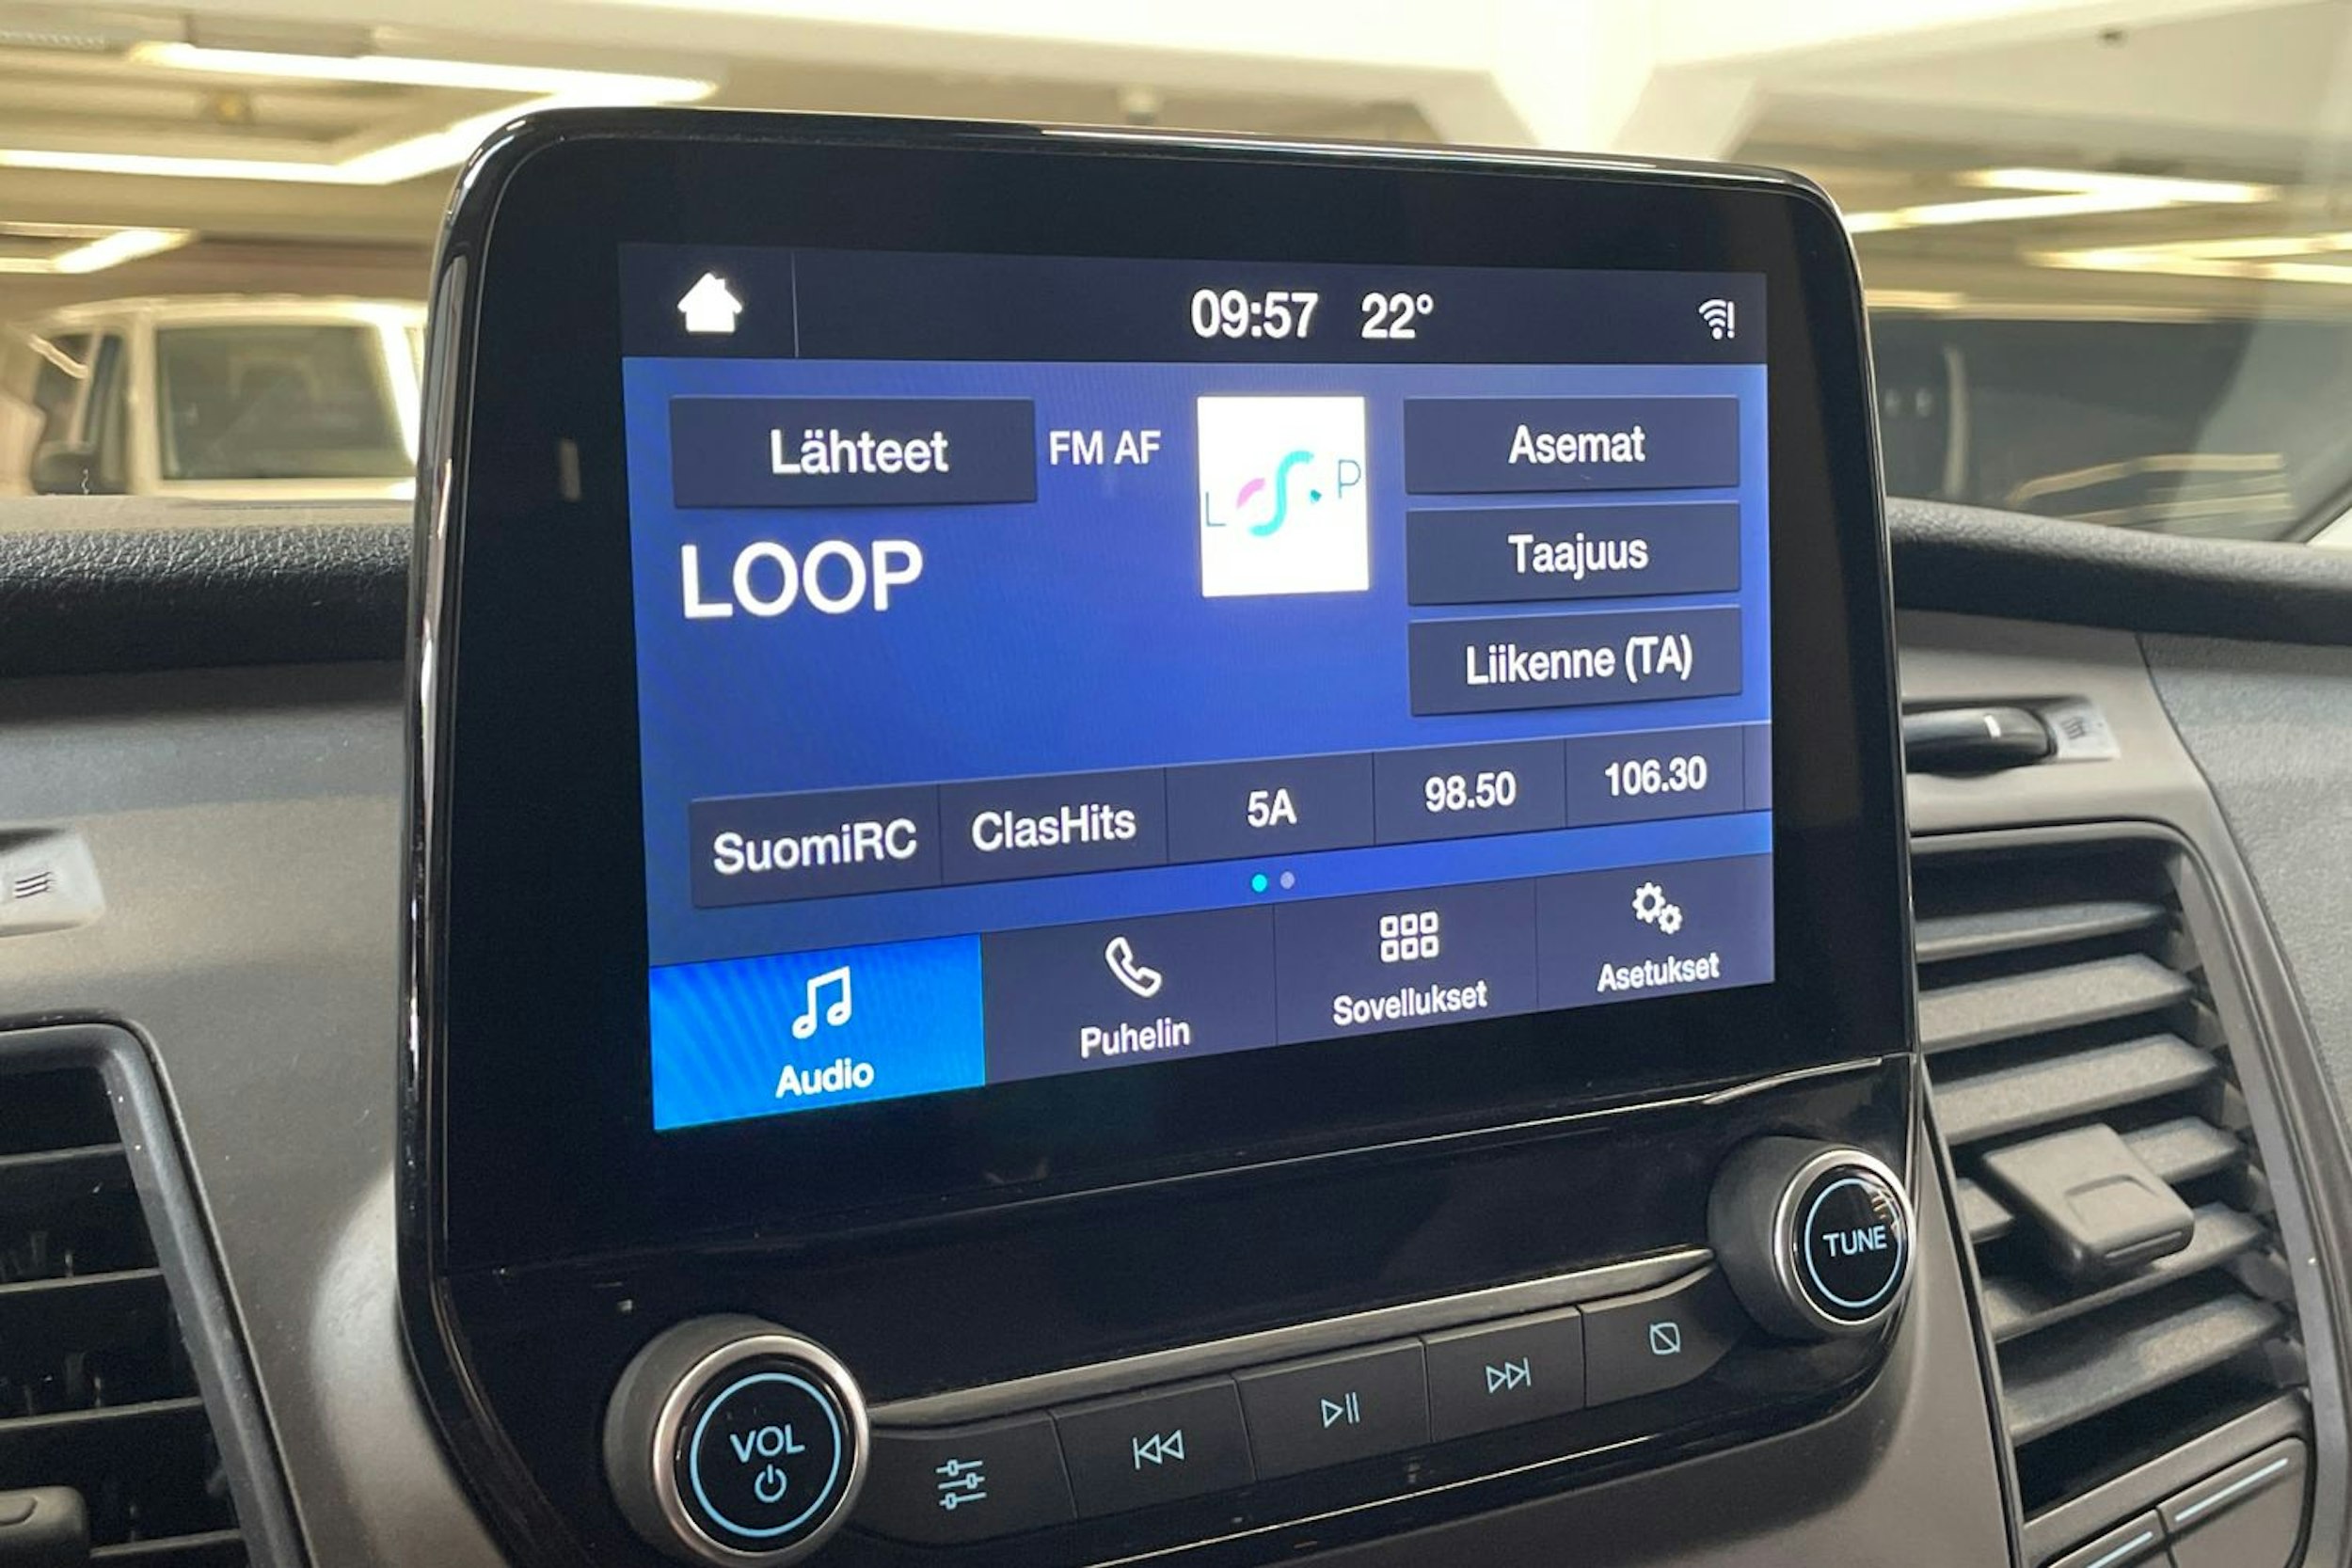 09:57 22°
Lähteet FM AF
L P
Asemat
LOOP
Taajuus
Liikenne (TA)
SuomiRC ClasHits 5A 98.50 106.30
Audio Puhelin Sovellukset Asetukset
VOL
TUNE